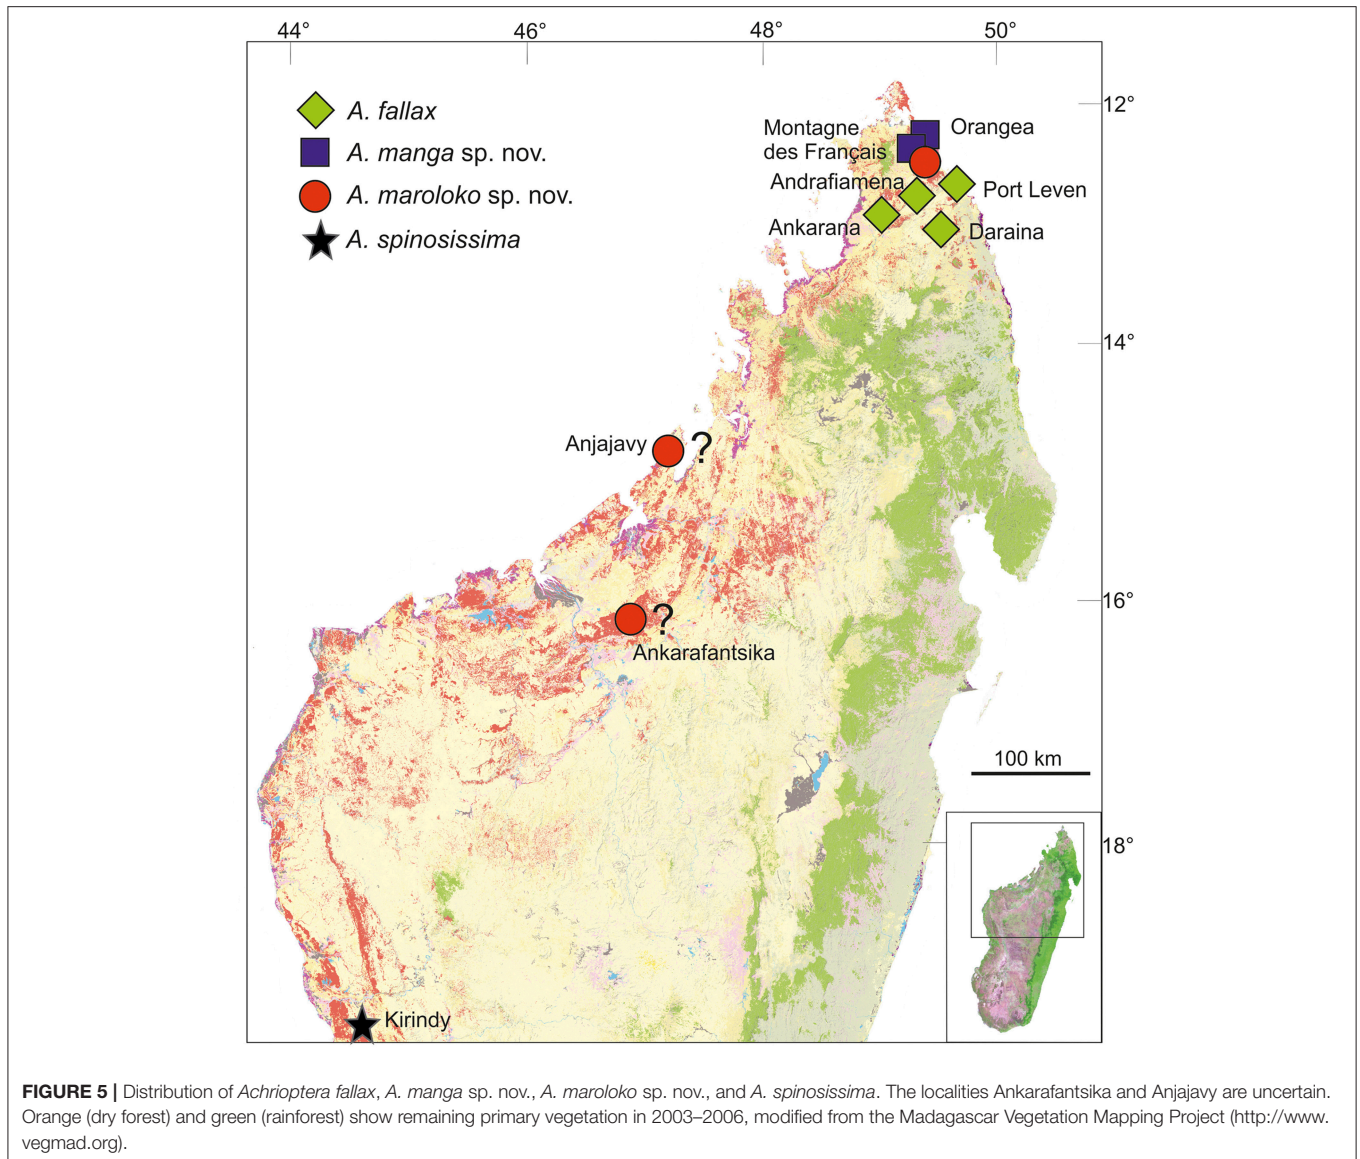 44° 46° 48° 50°
A. fallax
A. manga sp. nov.
A. maroloko sp. nov.
A. spinosissima
12°
Montagne
des Français
Orangea
Andrafiamena
Port Leven
Ankarana
Daraina
14°
Anjajavy ?
16°
?
Ankarafantsika
100 km
18°
Kirindy
FIGURE 5 | Distribution of Achrioptera fallax, A. manga sp. nov., A. maroloko sp. nov., and A. spinosissima. The localities Ankarafantsika and Anjajavy are uncertain.
Orange (dry forest) and green (rainforest) show remaining primary vegetation in 2003–2006, modified from the Madagascar Vegetation Mapping Project (http://www.
vegmad.org).